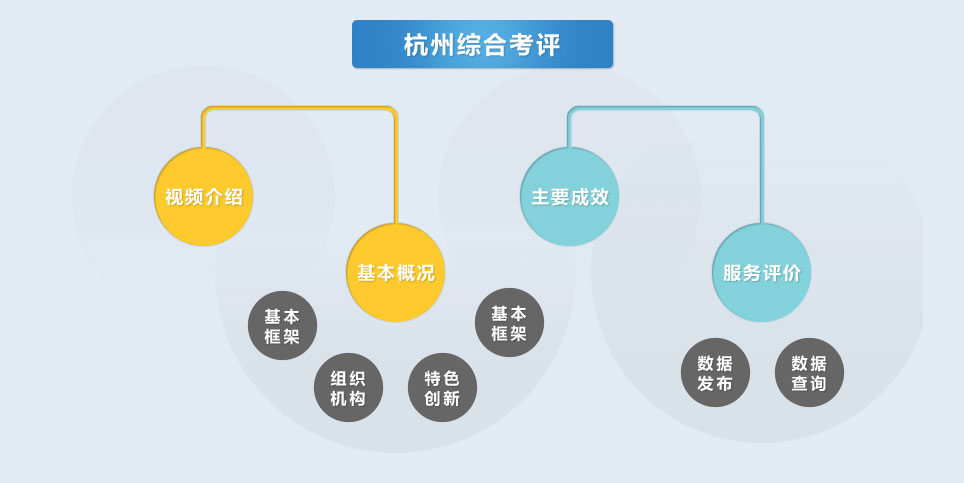 杭州综合考评
视频介绍
主要成效
基本概况
服务评价
基本
框架
组织
机构
特色
创新
基本
框架
数据
发布
数据
查询